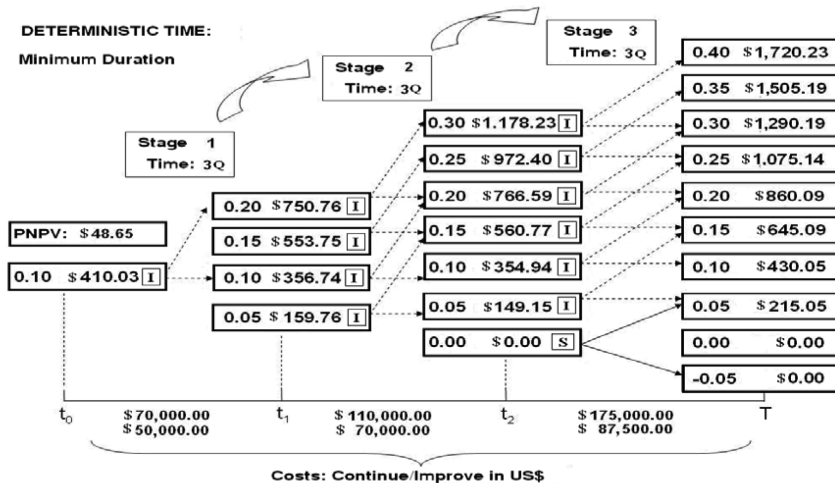 DETERMINISTIC TIME:
Minimum Duration
Stage 1
Time: 3Q
Stage 2
Time: 3Q
Stage 3
Time: 3Q
PNPV: $48.65
0.10 $410.03 I
0.20 $750.76 I
0.15 $553.75 I
0.10 $356.74 I
0.05 $ 159.76 I
0.30 $1.178.23 I
0.25 $972.40 I
0.20 $766.59 I
0.15 $560.77 I
0.10 $354.94 I
0.05 $149.15 I
0.00 $0.00 S
0.40 $1,720.23
0.35 $1,505.19
0.30 $1,290.19
0.25 $1,075.14
0.20 $860.09
0.15 $645.09
0.10 $430.05
0.05 $215.05
0.00 $0.00
-0.05 $0.00
t0 $70,000.00 t1 $110,000.00 t2 $175,000.00 T
$50,000.00 $ 70,000.00 $ 87,500.00
Costs: Continue/Improve in US$